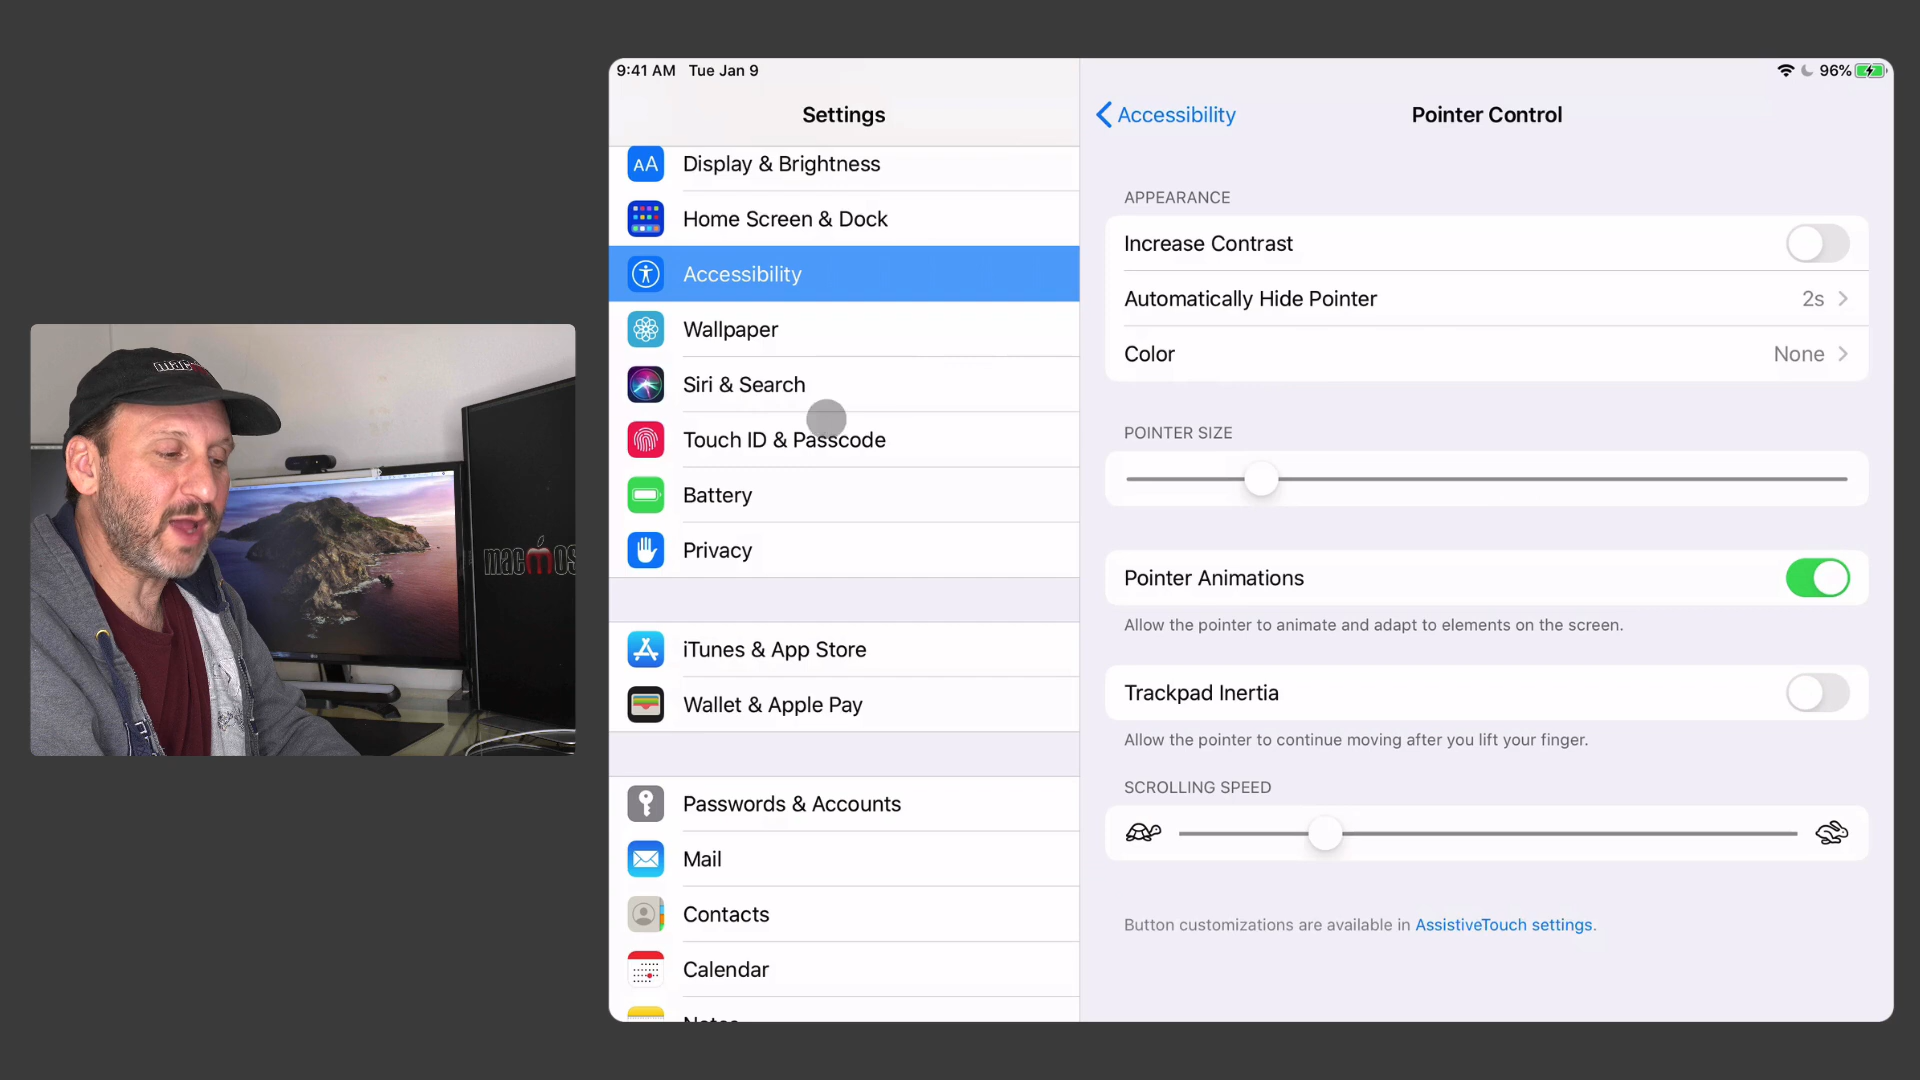 9:41 AM Tue Jan 9
96%
Settings
Display & Brightness
Home Screen & Dock
Accessibility
Wallpaper
Siri & Search
Touch ID & Passcode
Battery
Privacy
iTunes & App Store
Wallet & Apple Pay
Passwords & Accounts
Mail
Contacts
Calendar
Accessibility
Pointer Control
APPEARANCE
Increase Contrast
Automatically Hide Pointer 2s
Color None
POINTER SIZE
Pointer Animations
Allow the pointer to animate and adapt to elements on the screen.
Trackpad Inertia
Allow the pointer to continue moving after you lift your finger.
SCROLLING SPEED
Button customizations are available in AssistiveTouch settings.